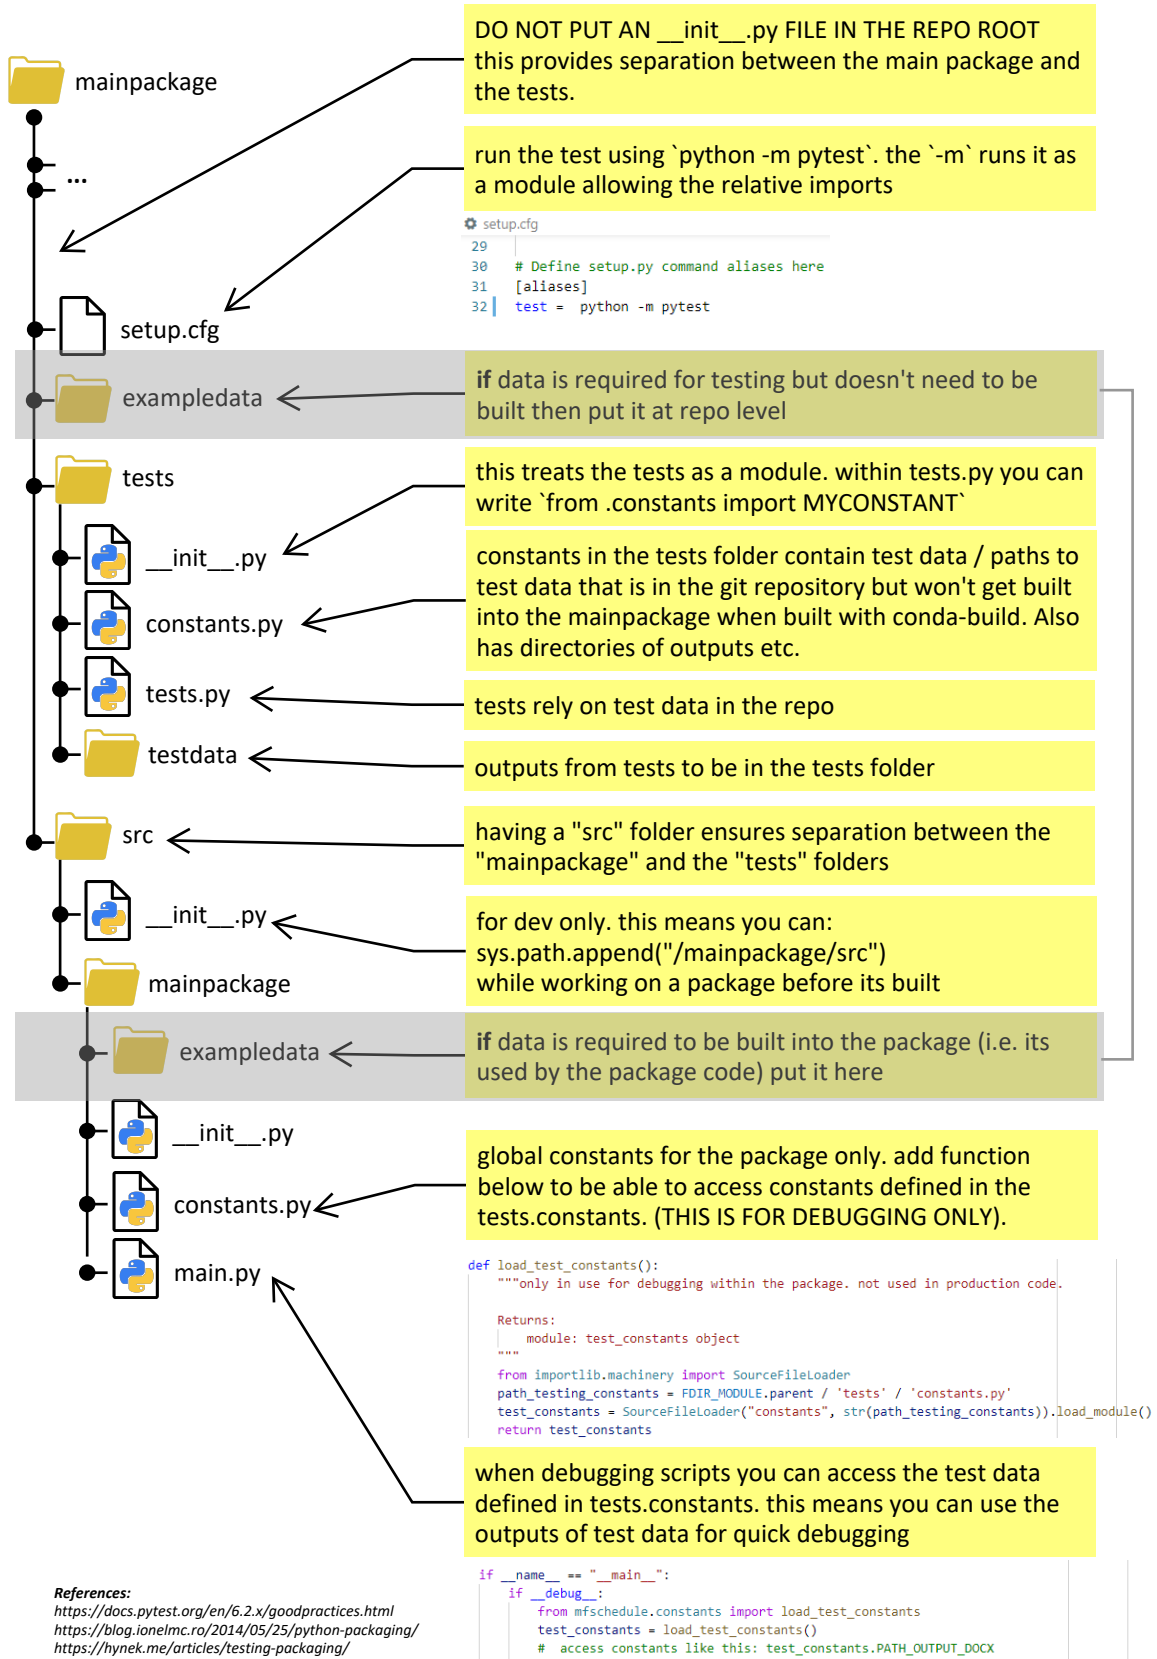 DO NOT PUT AN __init__.py FILE IN THE REPO ROOT
this provides separation between the main package and
the tests.
mainpackage
...
run the test using `python -m pytest`. the `-m` runs it as
a module allowing the relative imports
setup.cfg
29
30 # Define setup.py command aliases here
31 [aliases]
32 test = python -m pytest
setup.cfg
exampledata
if data is required for testing but doesn't need to be
built then put it at repo level
tests
this treats the tests as a module. within tests.py you can
write `from .constants import MYCONSTANT`
__init__.py
constants in the tests folder contain test data / paths to
test data that is in the git repository but won't get built
into the mainpackage when built with conda-build. Also
has directories of outputs etc.
constants.py
tests.py
tests rely on test data in the repo
testdata
outputs from tests to be in the tests folder
src
having a "src" folder ensures separation between the
"mainpackage" and the "tests" folders
__init__.py
for dev only. this means you can:
sys.path.append("/mainpackage/src")
while working on a package before its built
mainpackage
exampledata
if data is required to be built into the package (i.e. its
used by the package code) put it here
__init__.py
global constants for the package only. add function
below to be able to access constants defined in the
tests.constants. (THIS IS FOR DEBUGGING ONLY).
constants.py
main.py
def load_test_constants():
"""only in use for debugging within the package. not used in production code.
Returns:
module: test_constants object
"""
from importlib.machinery import SourceFileLoader
path_testing_constants = FDIR_MODULE.parent / 'tests' / 'constants.py'
test_constants = SourceFileLoader("constants", str(path_testing_constants)).load_module()
return test_constants
when debugging scripts you can access the test data
defined in tests.constants. this means you can use the
outputs of test data for quick debugging
if __name__ == "__main__":
if __debug__:
from mfschedule.constants import load_test_constants
test_constants = load_test_constants()
# access constants like this: test_constants.PATH_OUTPUT_DOCX
References:
https://docs.pytest.org/en/6.2.x/goodpractices.html
https://blog.ionelmc.ro/2014/05/25/python-packaging/
https://hynek.me/articles/testing-packaging/